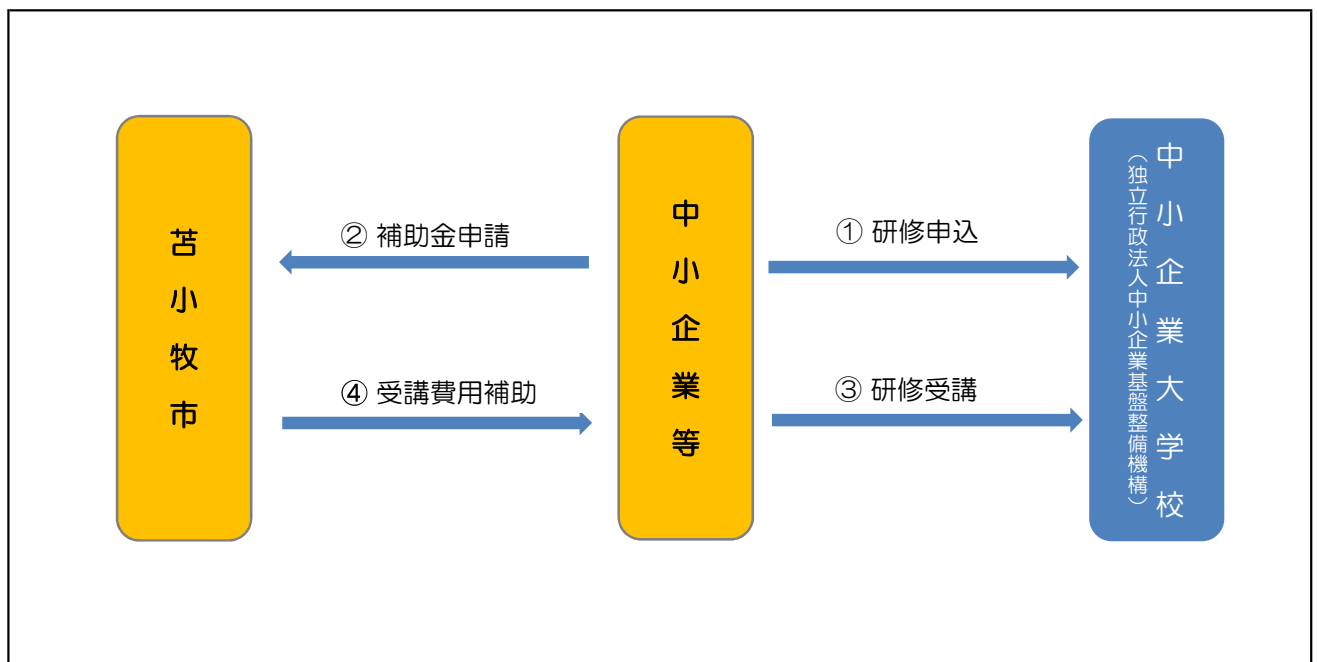 苫小牧市
② 補助金申請
④ 受講費用補助
中小企業等
① 研修申込
③ 研修受講
中小企業大学校
（独立行政法人中小企業基盤整備機構）